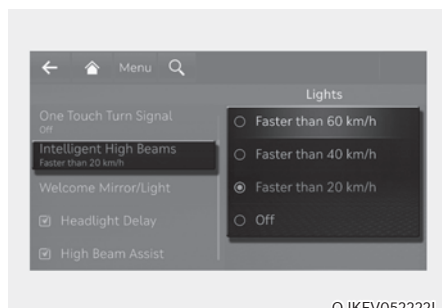 Menu
Lights
One Touch Turn Signal
Off
Intelligent High Beams
Faster than 20 km/h
Welcome Mirror/Light
Headlight Delay
High Beam Assist
Faster than 60 km/h
Faster than 40 km/h
Faster than 20 km/h
Off